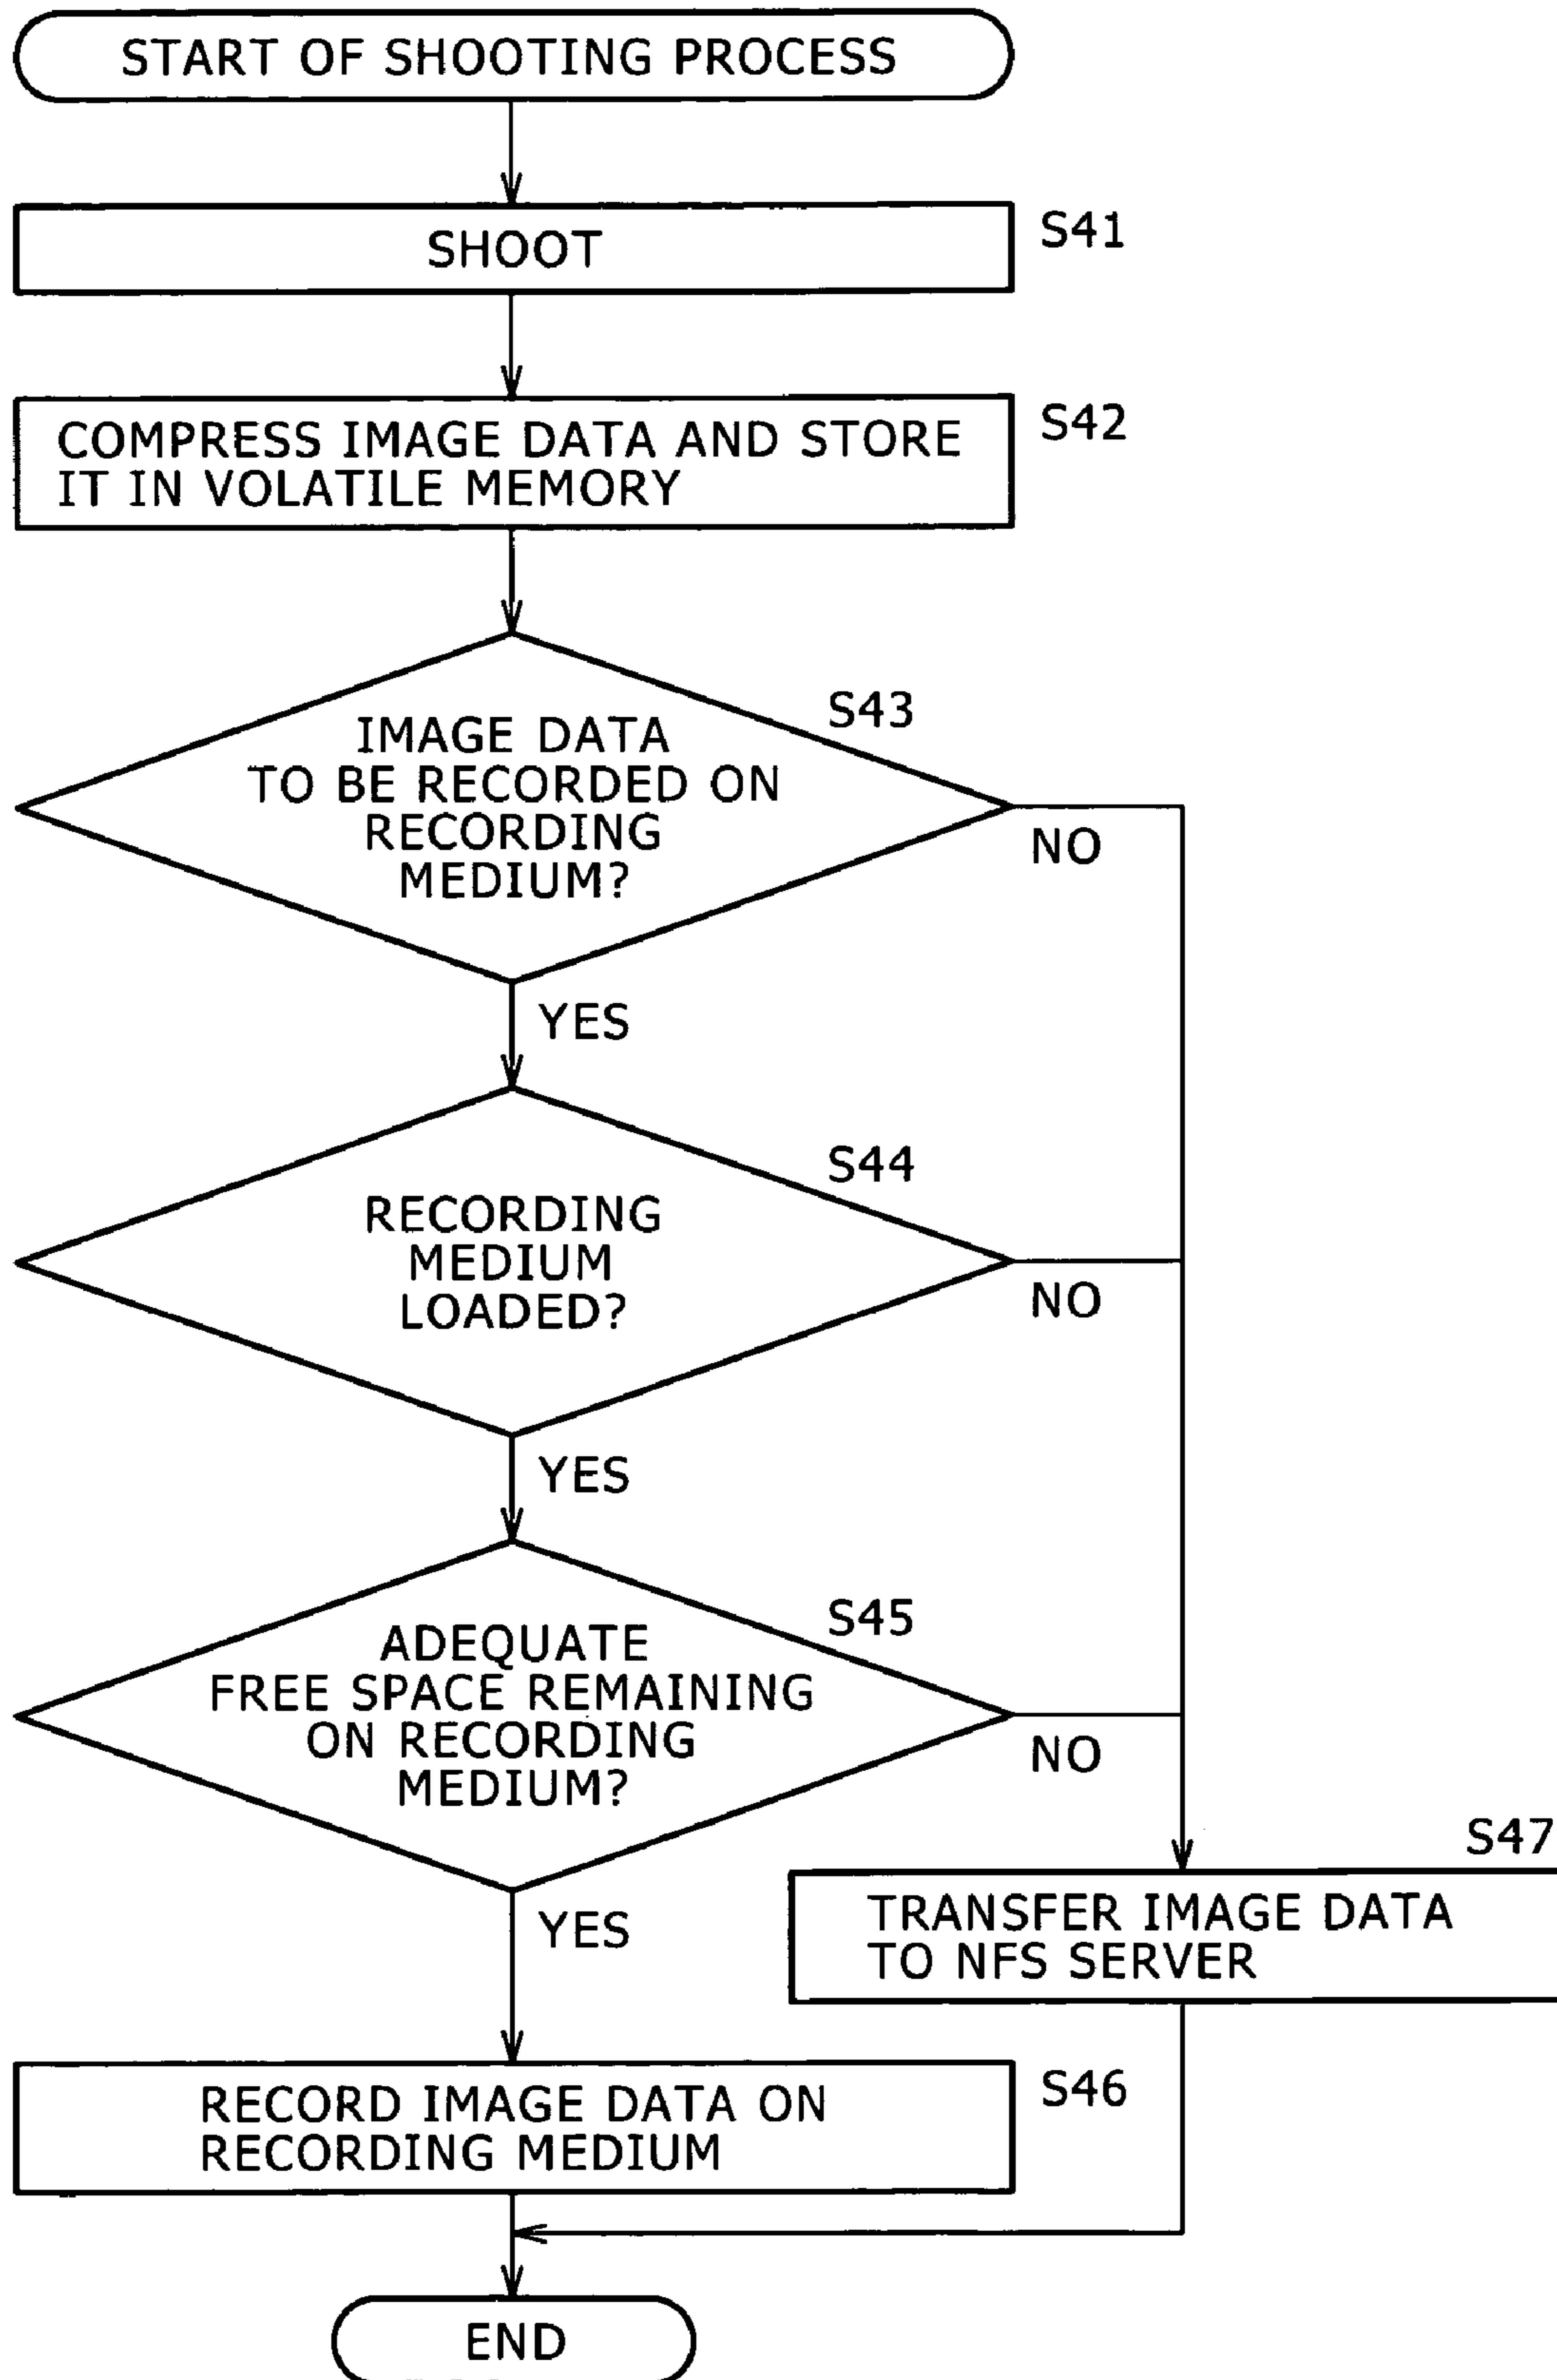 START OF SHOOTING PROCESS
SHOOT
S41
COMPRESS IMAGE DATA AND STORE
IT IN VOLATILE MEMORY
S42
S43
IMAGE DATA
TO BE RECORDED ON
RECORDING
MEDIUM?
NO
YES
S44
RECORDING
MEDIUM
LOADED?
NO
YES
S45
ADEQUATE
FREE SPACE REMAINING
ON RECORDING
MEDIUM?
NO
YES
S47
TRANSFER IMAGE DATA
TO NFS SERVER
RECORD IMAGE DATA ON
RECORDING MEDIUM
S46
END